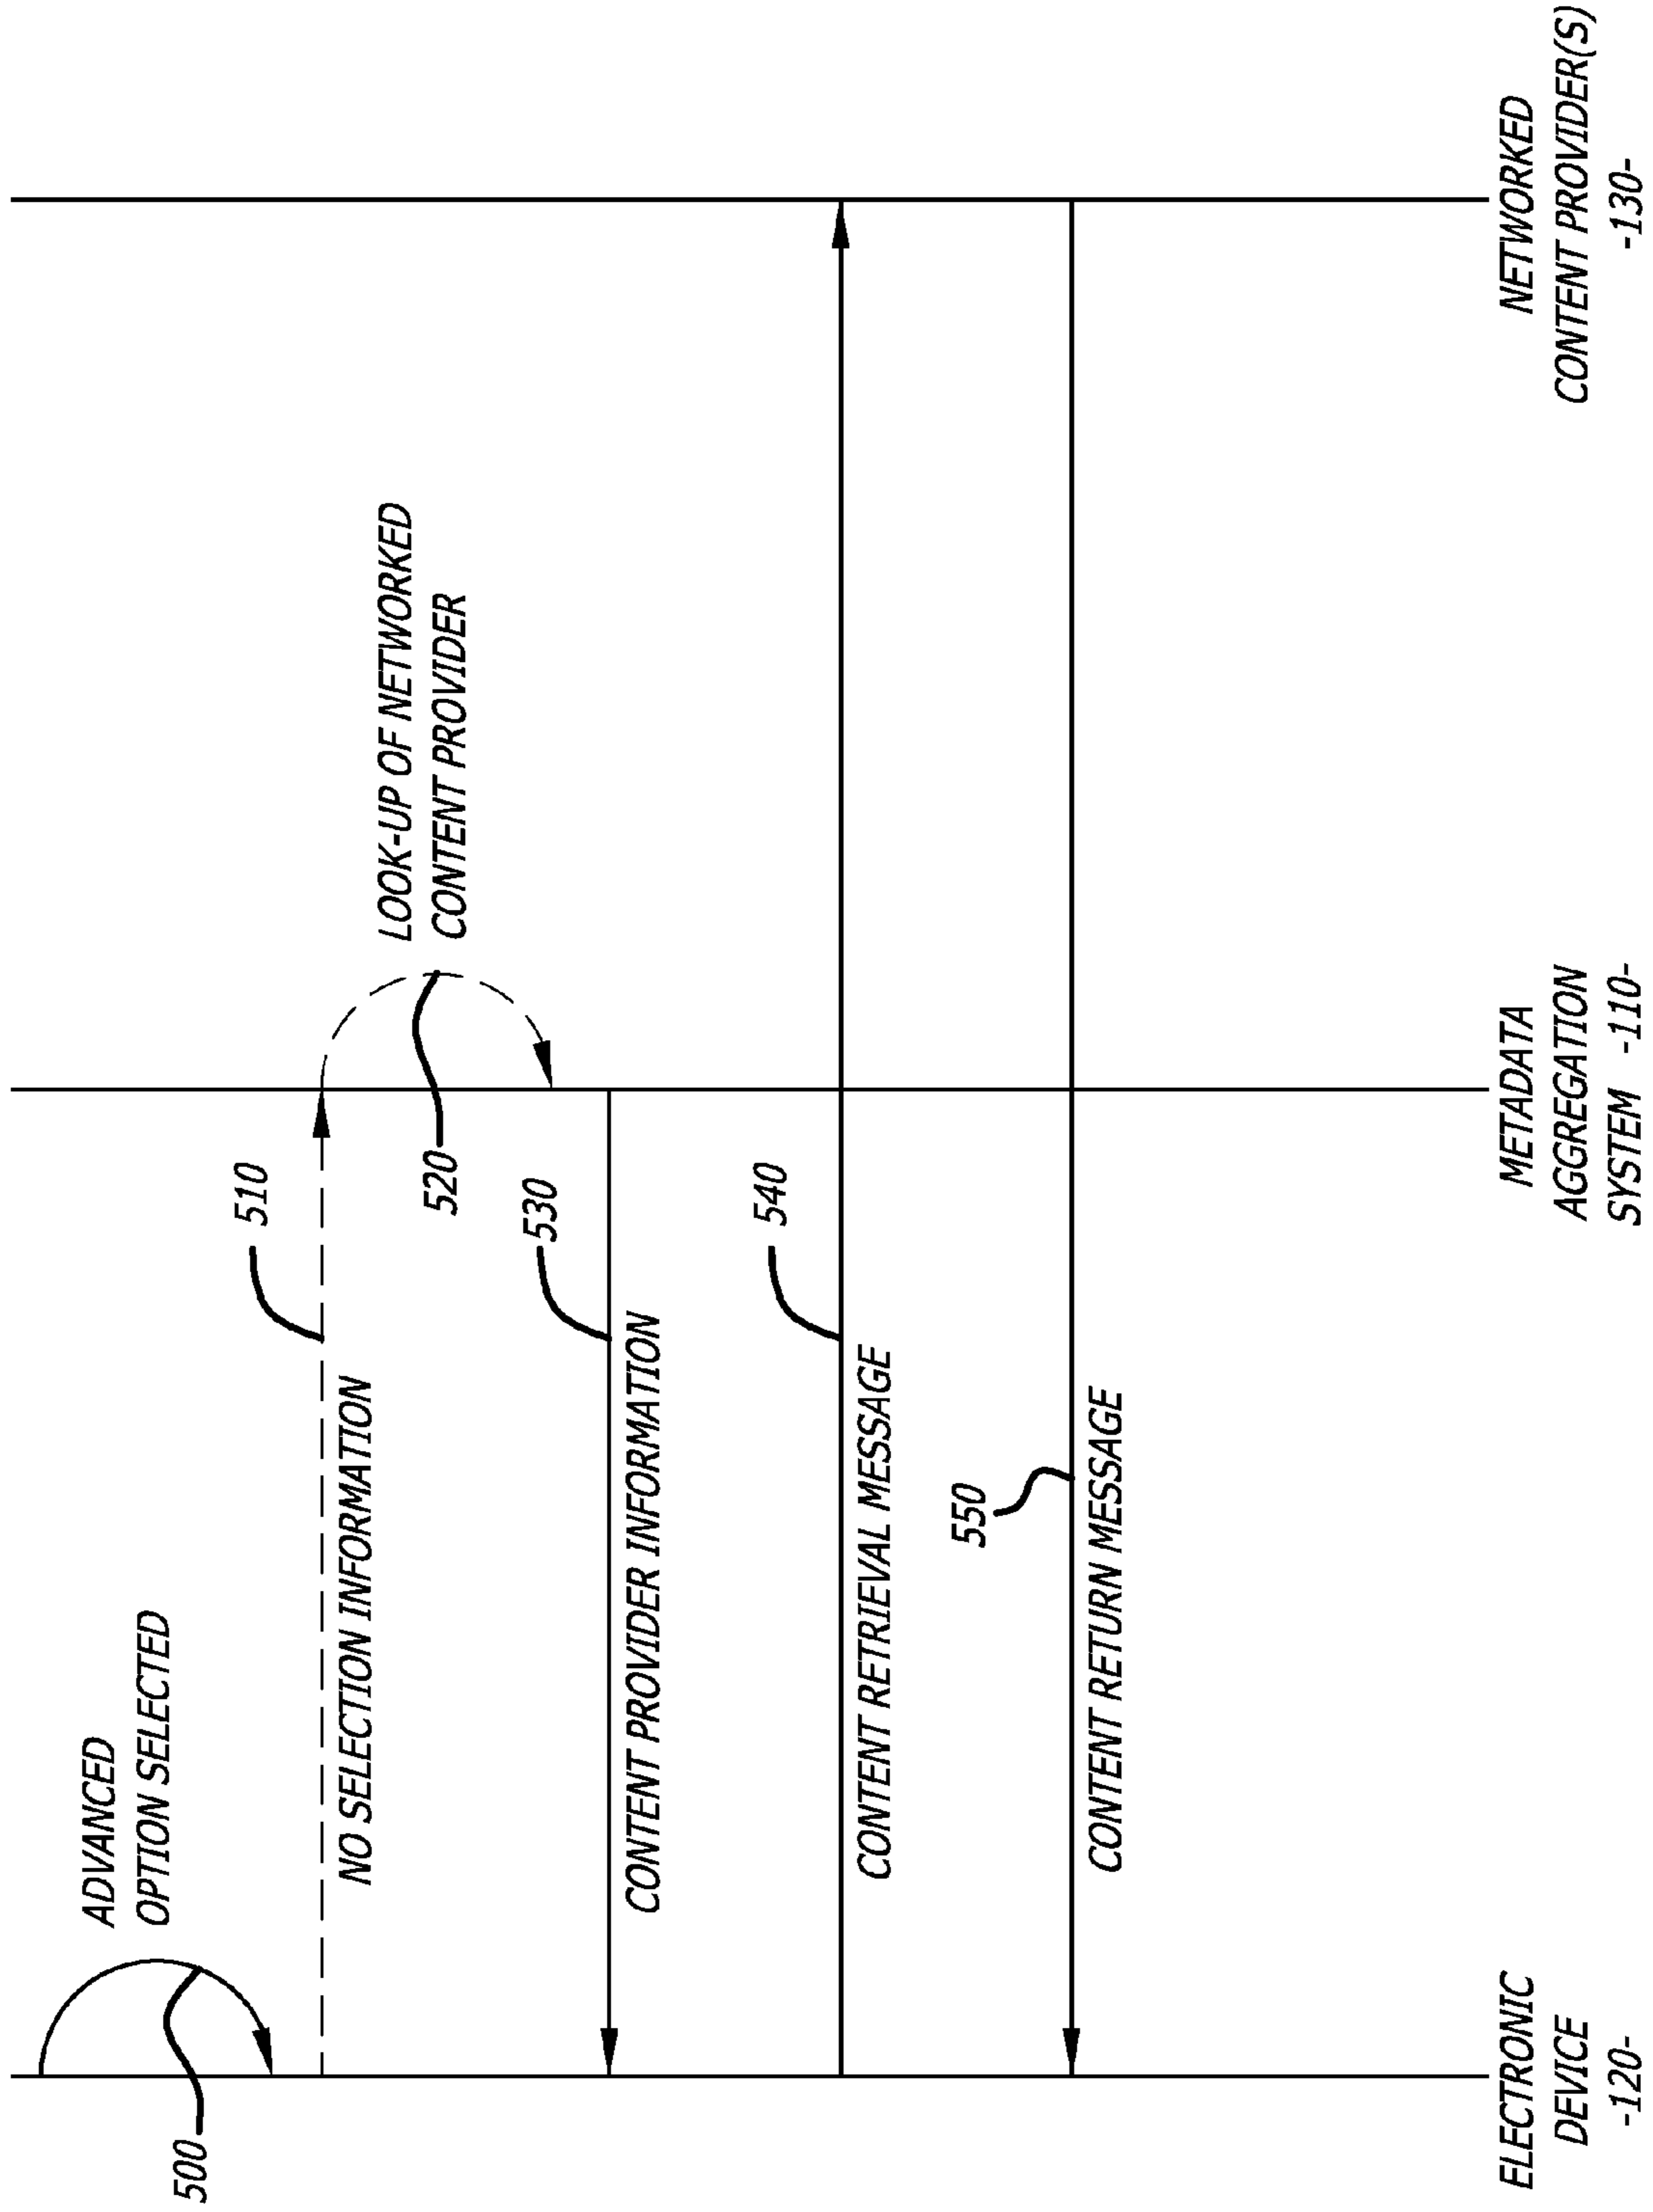 ADVANCED
OPTION SELECTED
500
510
NO SELECTION INFORMATION
LOOK-UP OF NETWORKED
CONTENT PROVIDER
520
530
CONTENT PROVIDER INFORMATION
540
CONTENT RETRIEVAL MESSAGE
550
CONTENT RETURN MESSAGE
ELECTRONIC
DEVICE
-120-
METADATA
AGGREGATION
SYSTEM -110-
NETWORKED
CONTENT PROVIDER(S)
-130-